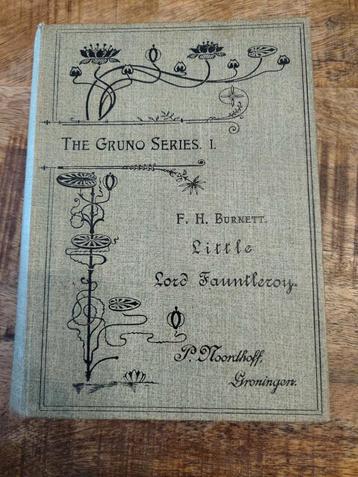 THE GRUNO SERIES. I.
F. H. BURNETT.
Little
Lord Fauntleroy.
P. Noordhoff.
Groningen.